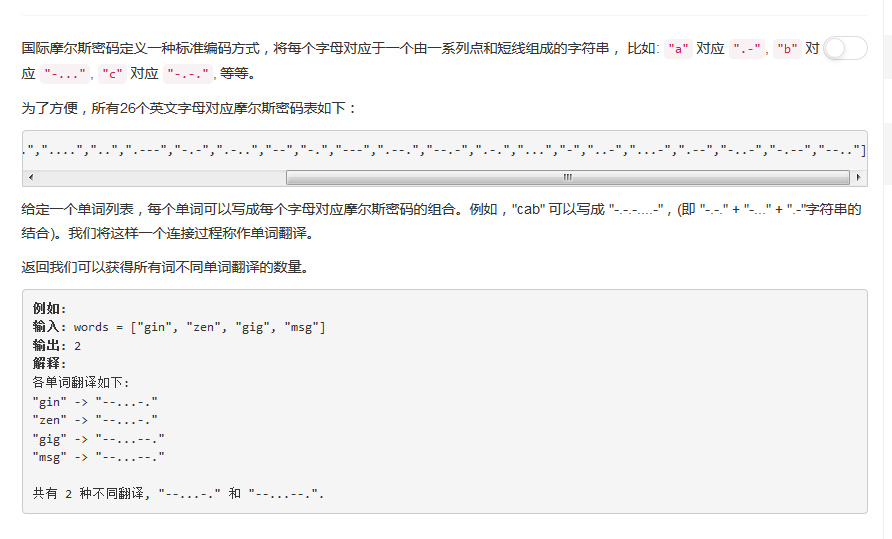 国际摩尔斯密码定义一种标准编码方式，将每个字母对应于一个由一系列点和短线组成的字符串， 比如: "a" 对应 ".-", "b" 对
应 "-...", "c" 对应 "-.-.", 等等。
为了方便，所有26个英文字母对应摩尔斯密码表如下：
.","....","..",".---","-.-",".-..","--","-.","---",".--.","--.-",".-.","...","-","..-","...-",".--","-..-","-.--","--.."]
给定一个单词列表，每个单词可以写成每个字母对应摩尔斯密码的组合。例如，"cab" 可以写成 "-.-.-....-"，(即 "-.-." + "-..." + ".-"字符串的
结合)。我们将这样一个连接过程称作单词翻译。
返回我们可以获得所有词不同单词翻译的数量。
例如:
输入: words = ["gin", "zen", "gig", "msg"]
输出: 2
解释:
各单词翻译如下:
"gin" -> "--...-."
"zen" -> "--...-."
"gig" -> "--...--."
"msg" -> "--...--."
共有 2 种不同翻译, "--...-." 和 "--...--.".